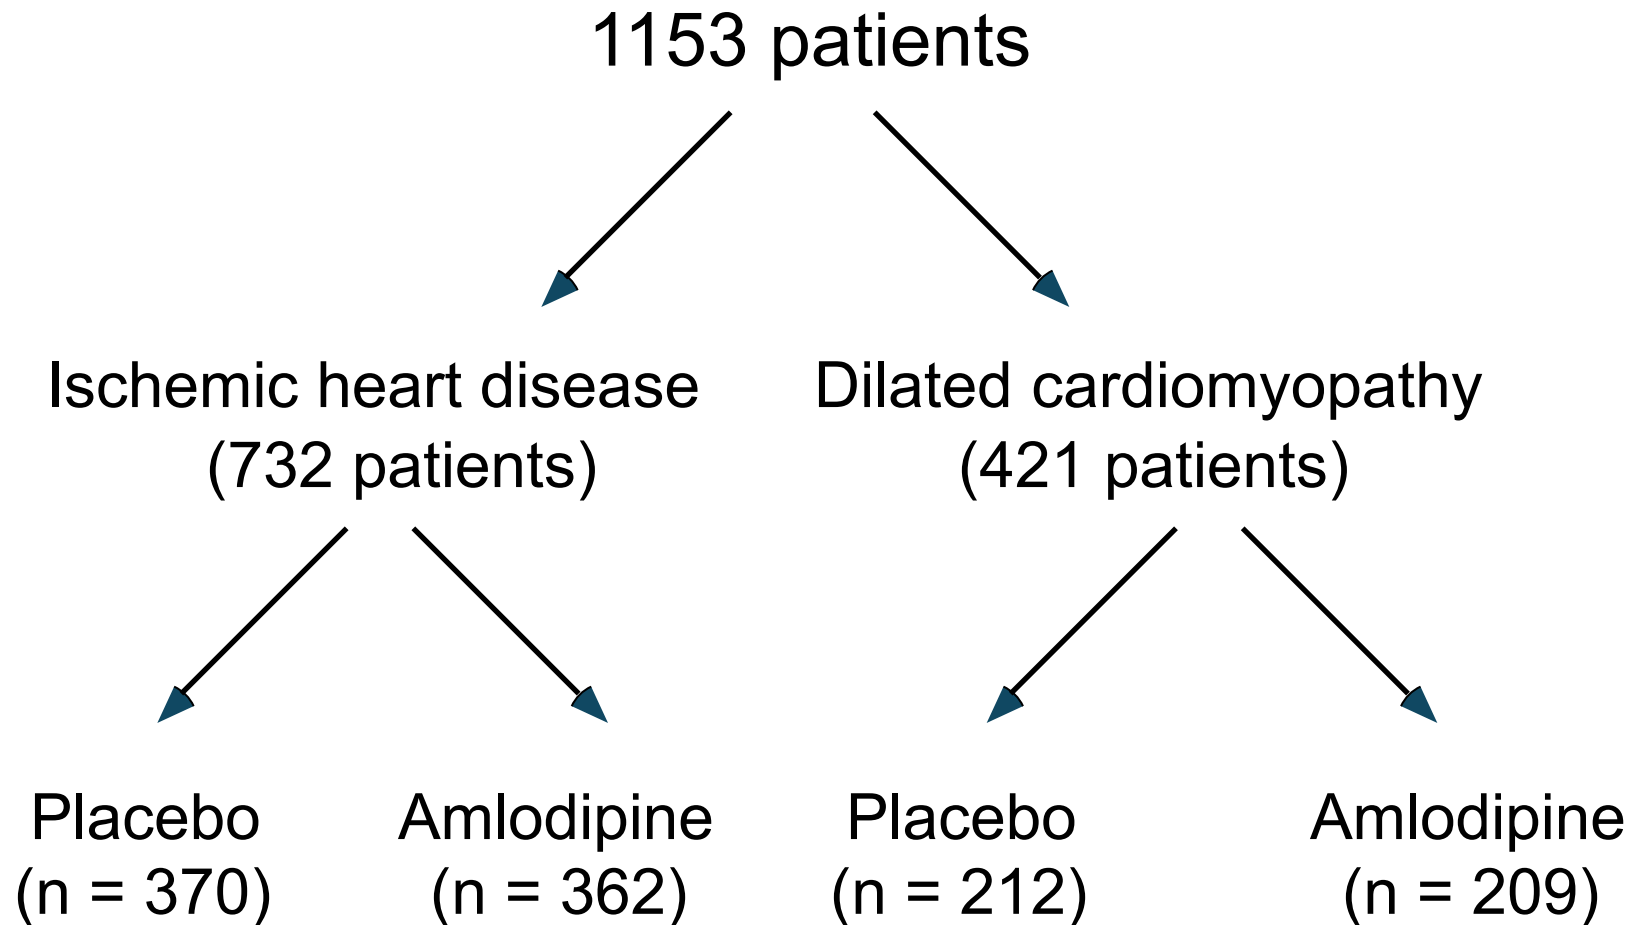 1153 patients
Ischemic heart disease
(732 patients)
Dilated cardiomyopathy
(421 patients)
Placebo
(n = 370)
Amlodipine
(n = 362)
Placebo
(n = 212)
Amlodipine
(n = 209)